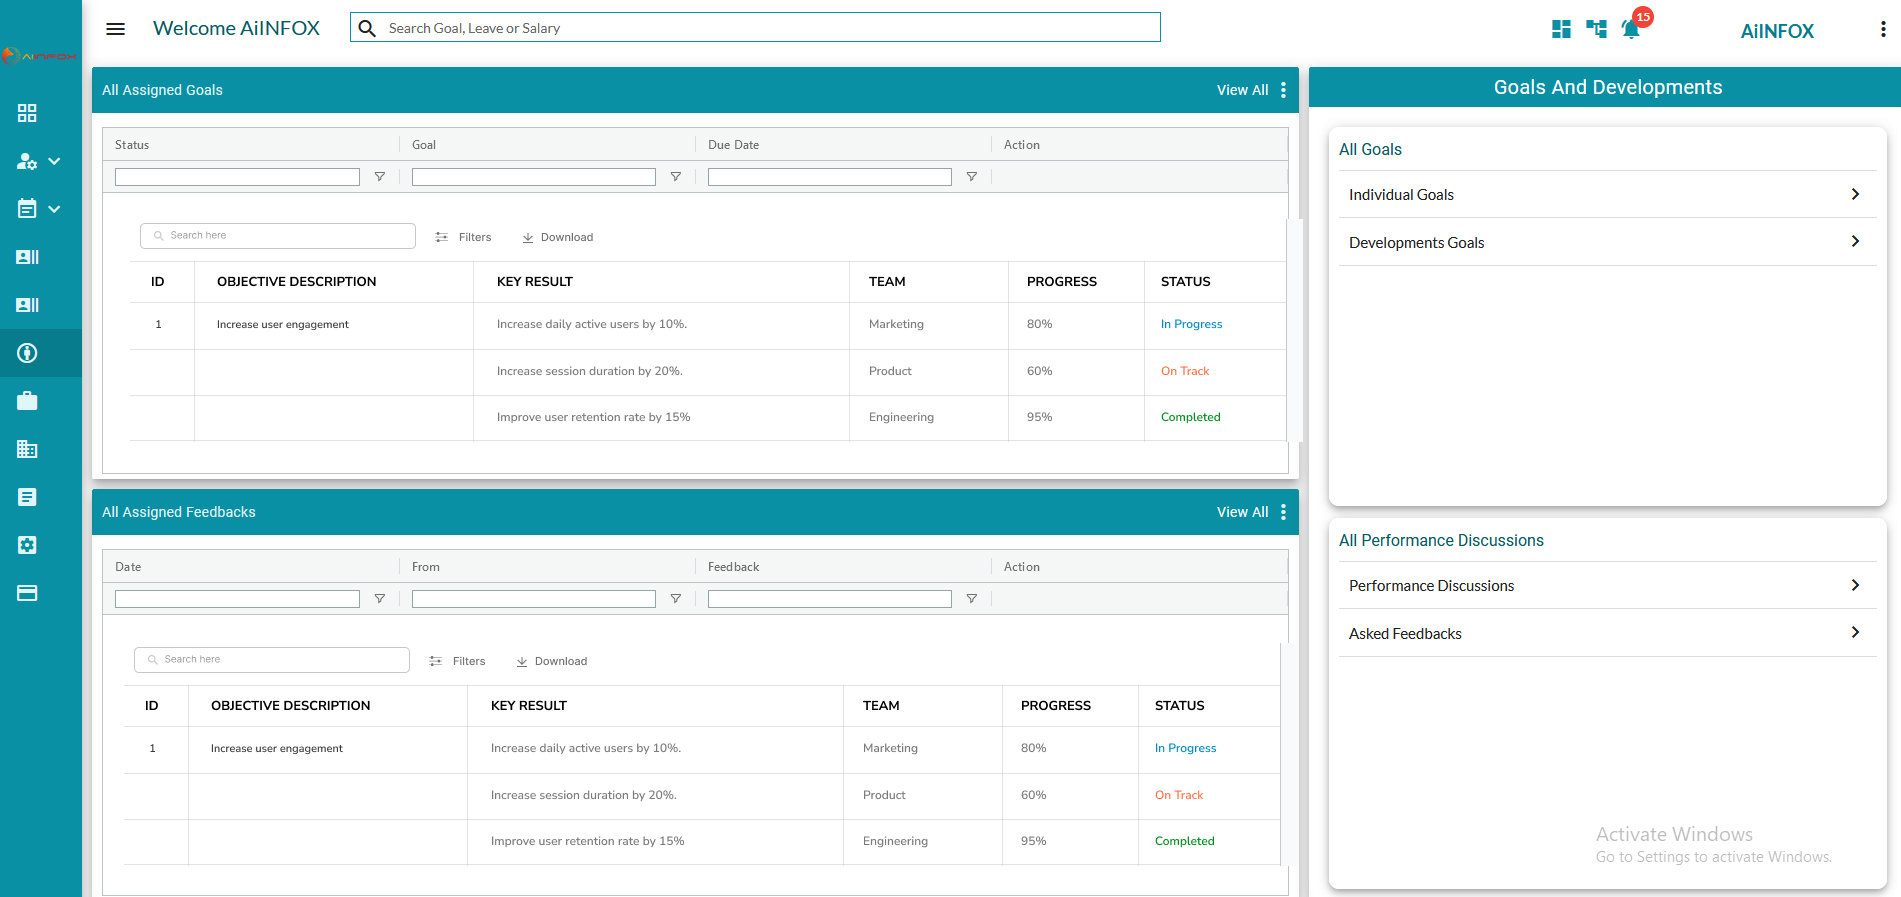 AiINFOX
Welcome AiINFOX
Search Goal, Leave or Salary
15
AiINFOX
All Assigned Goals
View All
Status
Goal
Due Date
Action
Search here
Filters
Download
ID OBJECTIVE DESCRIPTION KEY RESULT TEAM PROGRESS STATUS
1 Increase user engagement Increase daily active users by 10%. Marketing 80% In Progress
Increase session duration by 20%. Product 60% On Track
Improve user retention rate by 15% Engineering 95% Completed
All Assigned Feedbacks
View All
Date
From
Feedback
Action
Search here
Filters
Download
ID OBJECTIVE DESCRIPTION KEY RESULT TEAM PROGRESS STATUS
1 Increase user engagement Increase daily active users by 10%. Marketing 80% In Progress
Increase session duration by 20%. Product 60% On Track
Improve user retention rate by 15% Engineering 95% Completed
Goals And Developments
All Goals
Individual Goals
Developments Goals
All Performance Discussions
Performance Discussions
Asked Feedbacks
Activate Windows
Go to Settings to activate Windows.